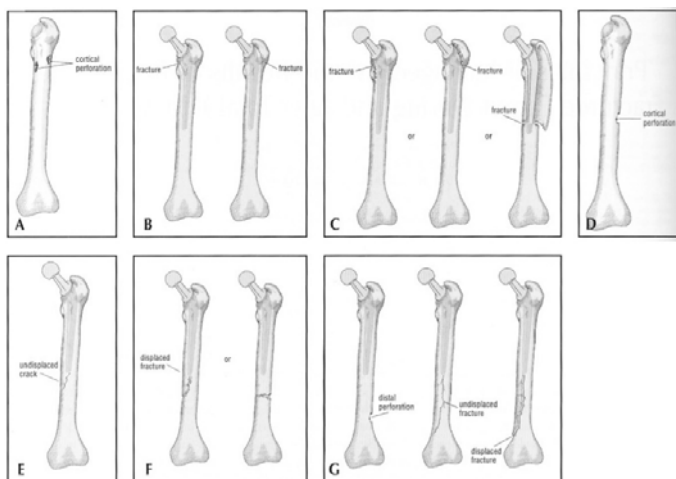 cortical
perforation
A
fracture
fracture
B
fracture
fracture
fracture
or
or
C
cortical
perforation
D
undisplaced
crack
E
displaced
fracture
or
F
distal
perforation
undisplaced
fracture
displaced
fracture
G